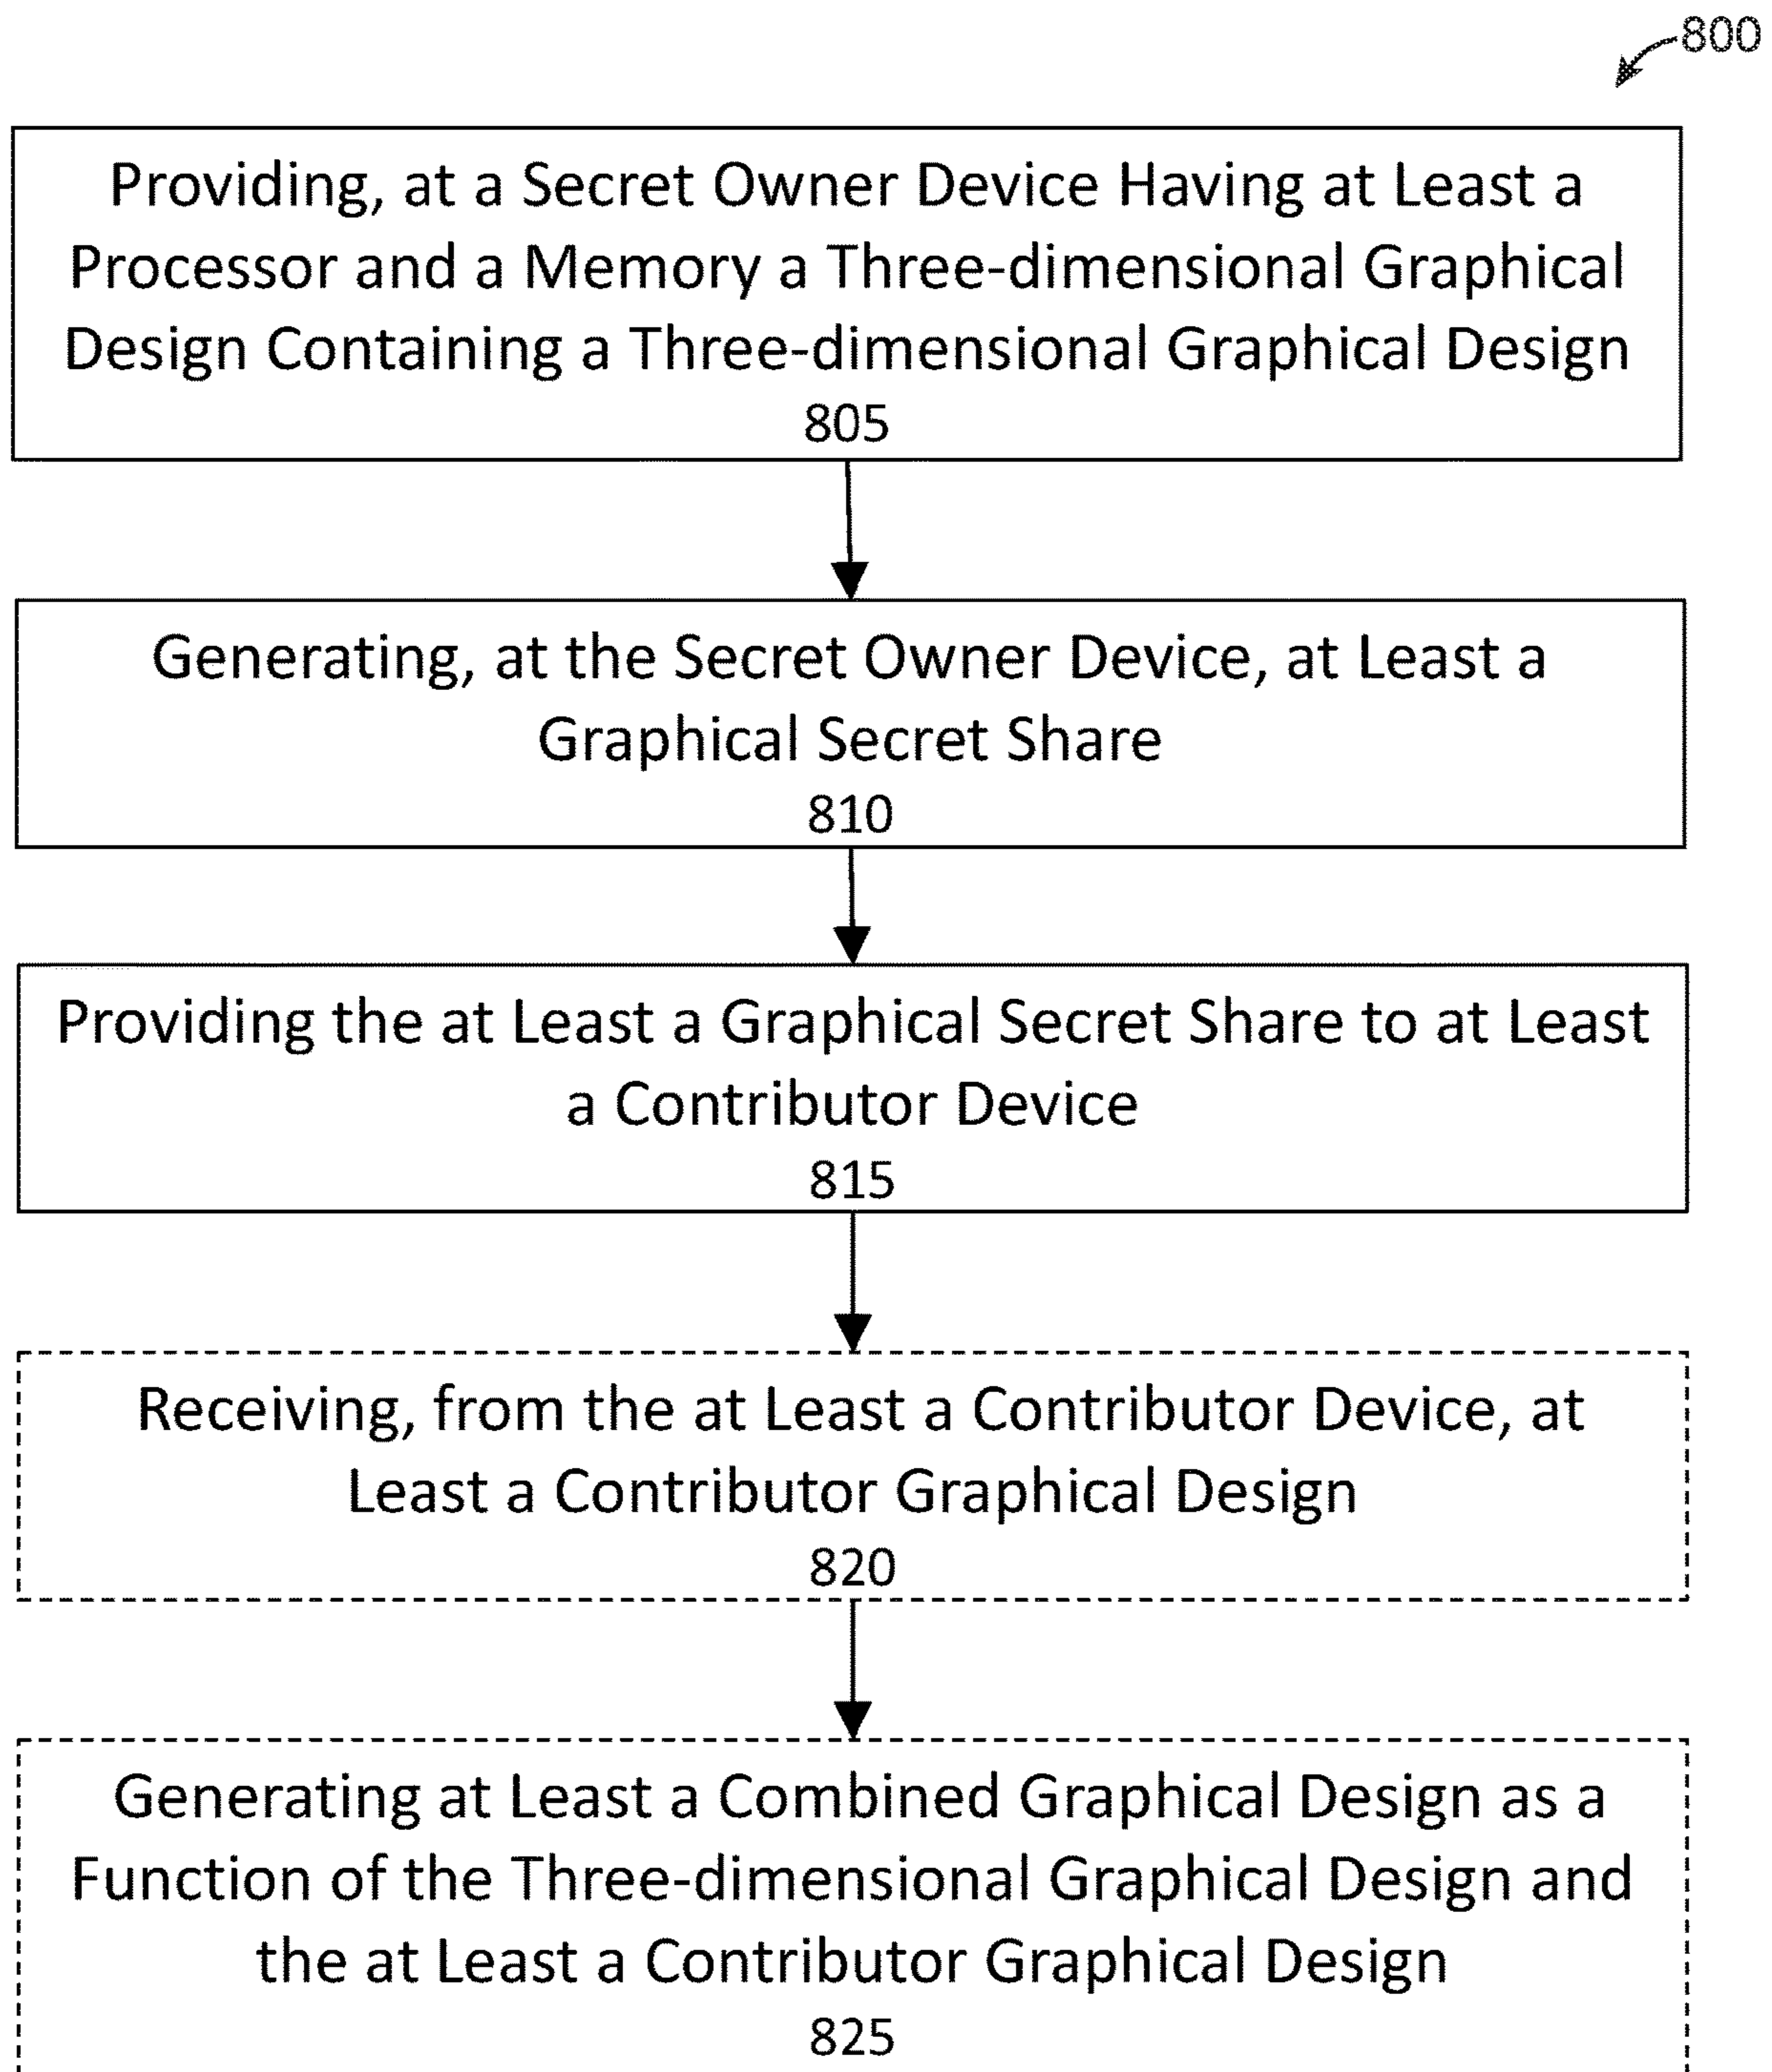 800
Providing, at a Secret Owner Device Having at Least a
Processor and a Memory a Three-dimensional Graphical
Design Containing a Three-dimensional Graphical Design
805
Generating, at the Secret Owner Device, at Least a
Graphical Secret Share
810
Providing the at Least a Graphical Secret Share to at Least
a Contributor Device
815
Receiving, from the at Least a Contributor Device, at
Least a Contributor Graphical Design
820
Generating at Least a Combined Graphical Design as a
Function of the Three-dimensional Graphical Design and
the at Least a Contributor Graphical Design
825